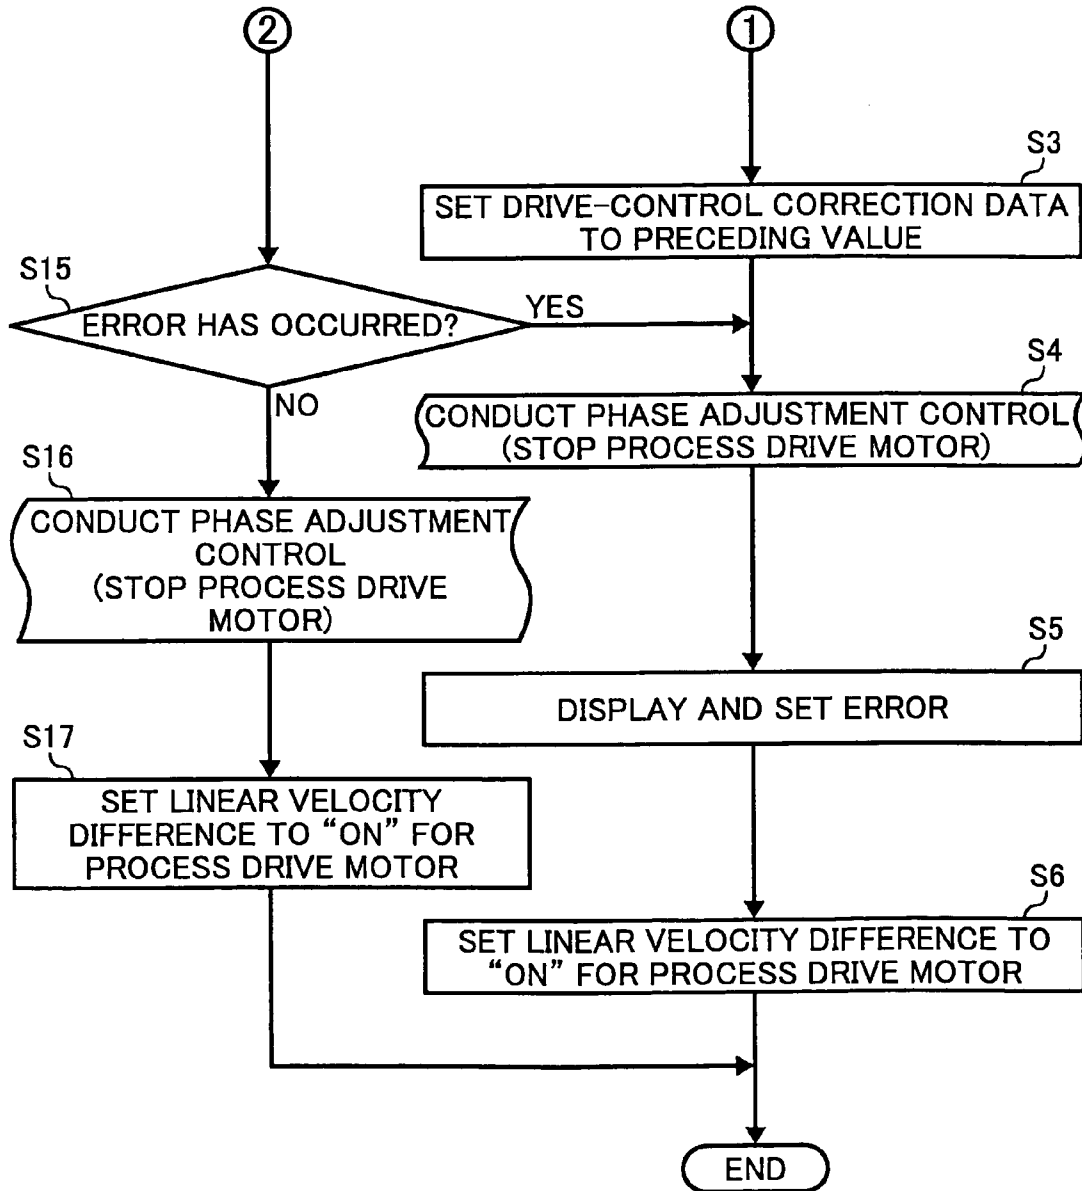 ②
①
S3
SET DRIVE-CONTROL CORRECTION DATA
TO PRECEDING VALUE
S15
ERROR HAS OCCURRED?
YES
NO
S4
CONDUCT PHASE ADJUSTMENT CONTROL
(STOP PROCESS DRIVE MOTOR)
S16
CONDUCT PHASE ADJUSTMENT
CONTROL
(STOP PROCESS DRIVE
MOTOR)
S5
DISPLAY AND SET ERROR
S17
SET LINEAR VELOCITY
DIFFERENCE TO “ON” FOR
PROCESS DRIVE MOTOR
S6
SET LINEAR VELOCITY DIFFERENCE TO
“ON” FOR PROCESS DRIVE MOTOR
END